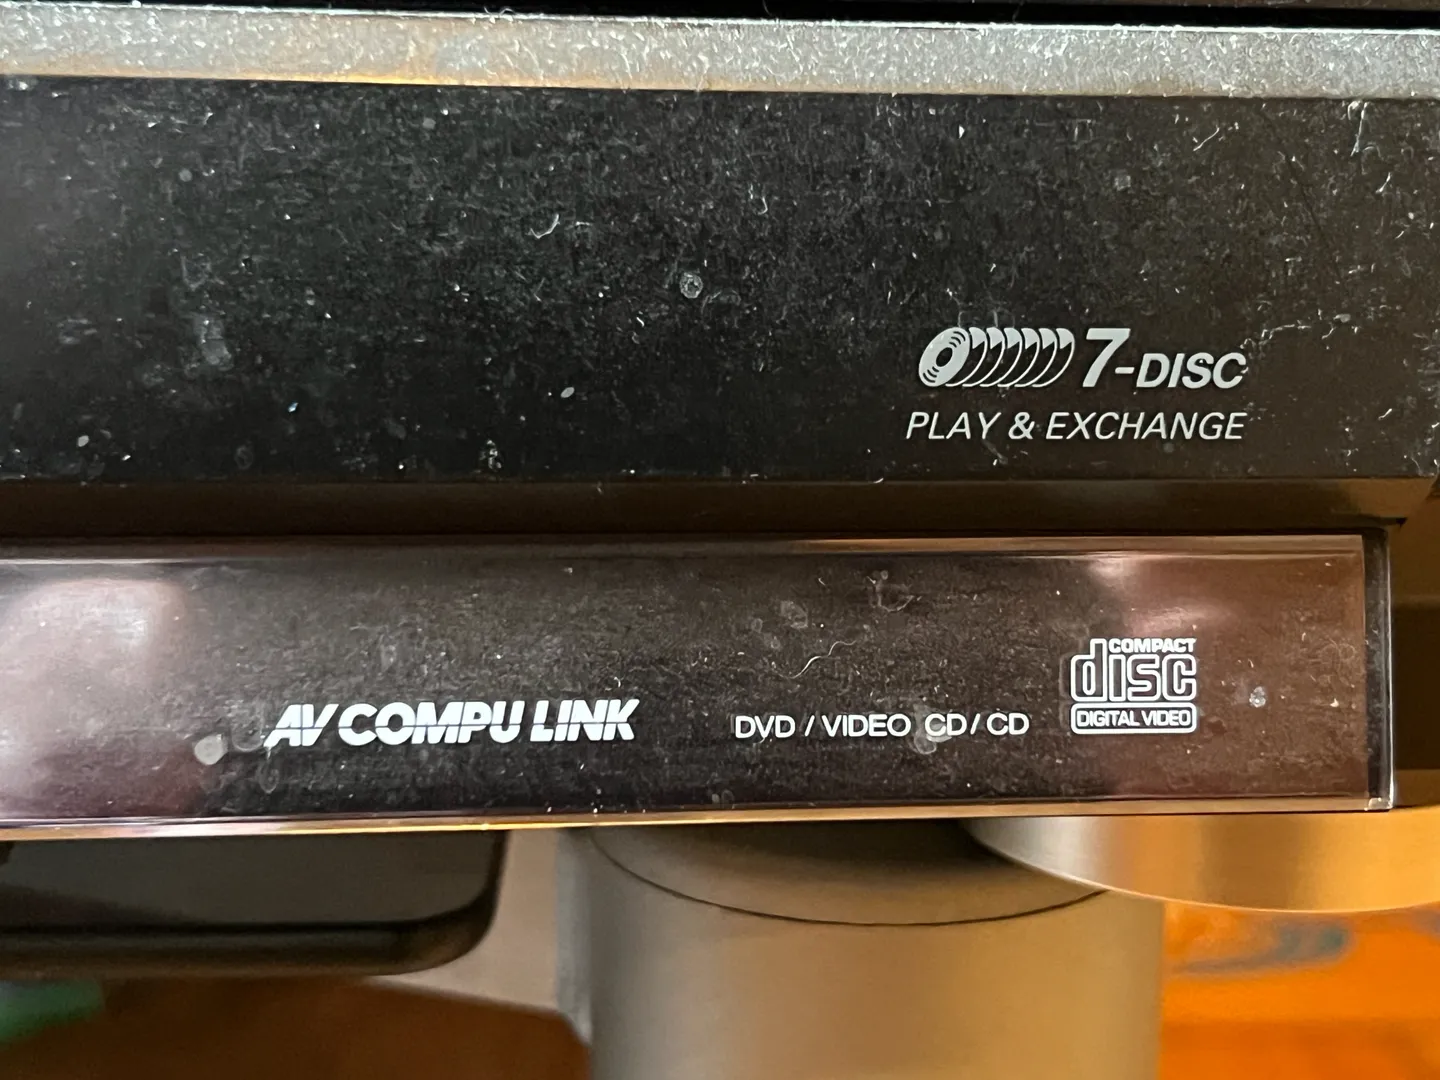 7-DISC
PLAY & EXCHANGE
AV COMPU LINK
DVD / VIDEO CD / CD
COMPACT
disc
DIGITAL VIDEO